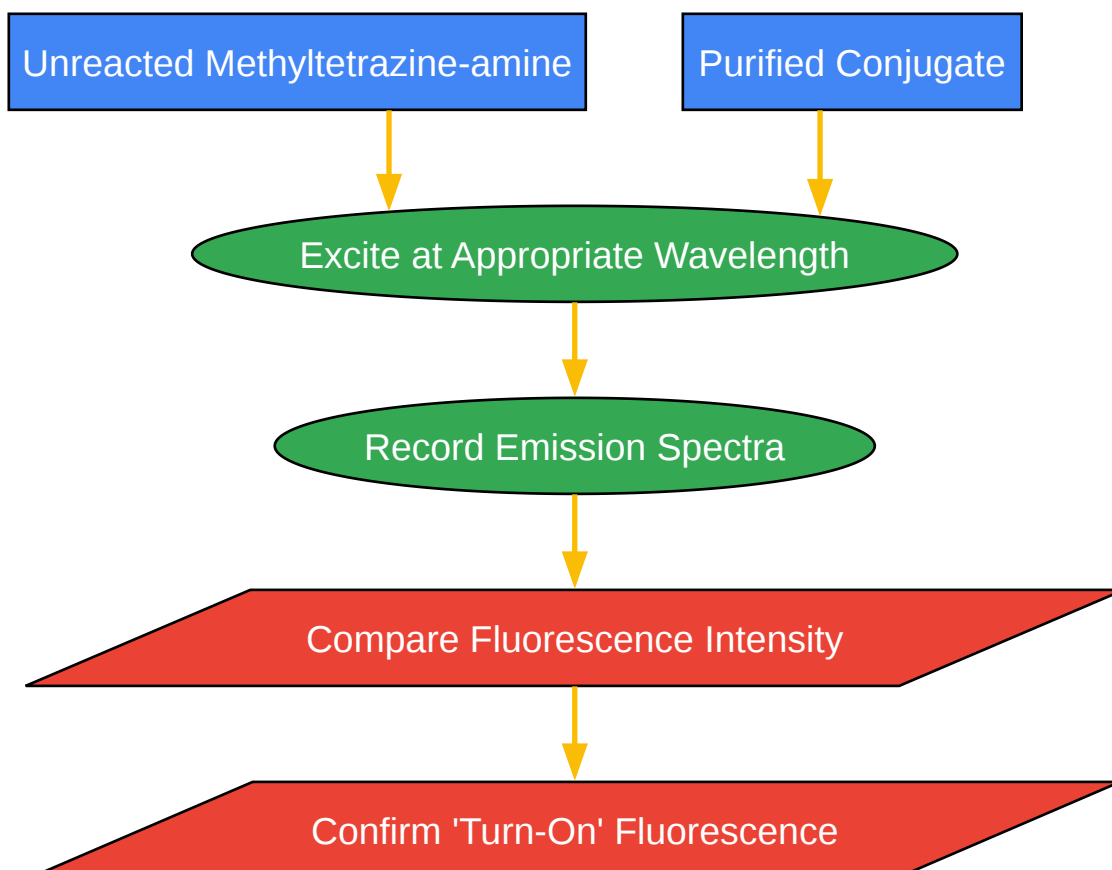 Unreacted Methyltetrazine-amine
Purified Conjugate
Excite at Appropriate Wavelength
Record Emission Spectra
Compare Fluorescence Intensity
Confirm 'Turn-On' Fluorescence